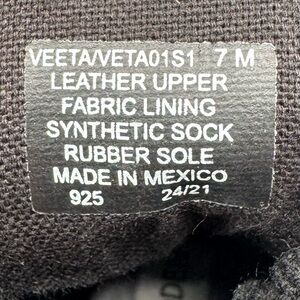 VEETA/VETA01S1 7 M
LEATHER UPPER
FABRIC LINING
SYNTHETIC SOCK
RUBBER SOLE
MADE IN MEXICO
925 24/21